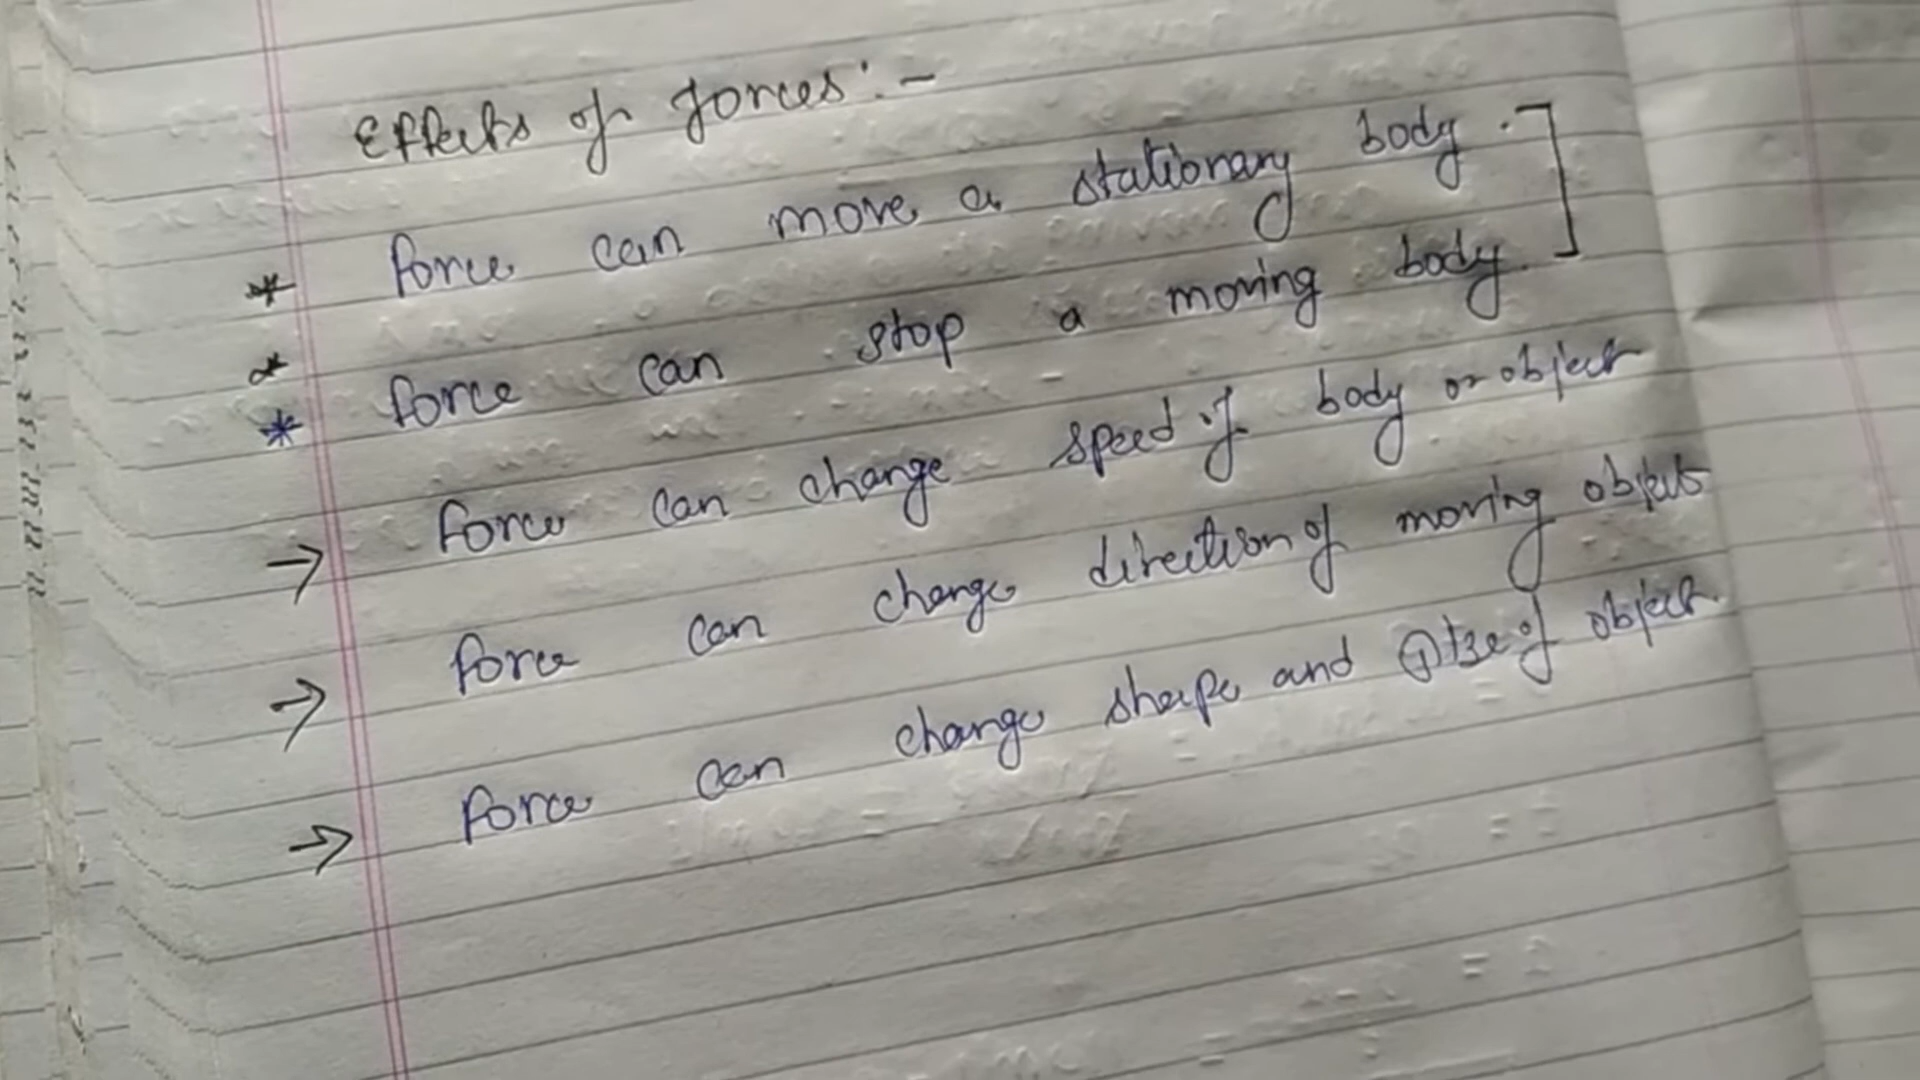 Effects of forces :-
* force can move a stationary body.
* force can stop a moving body.
*
→ force can change speed of body or object
→ force can change direction of moving objects
→ force can change shape and size of object.